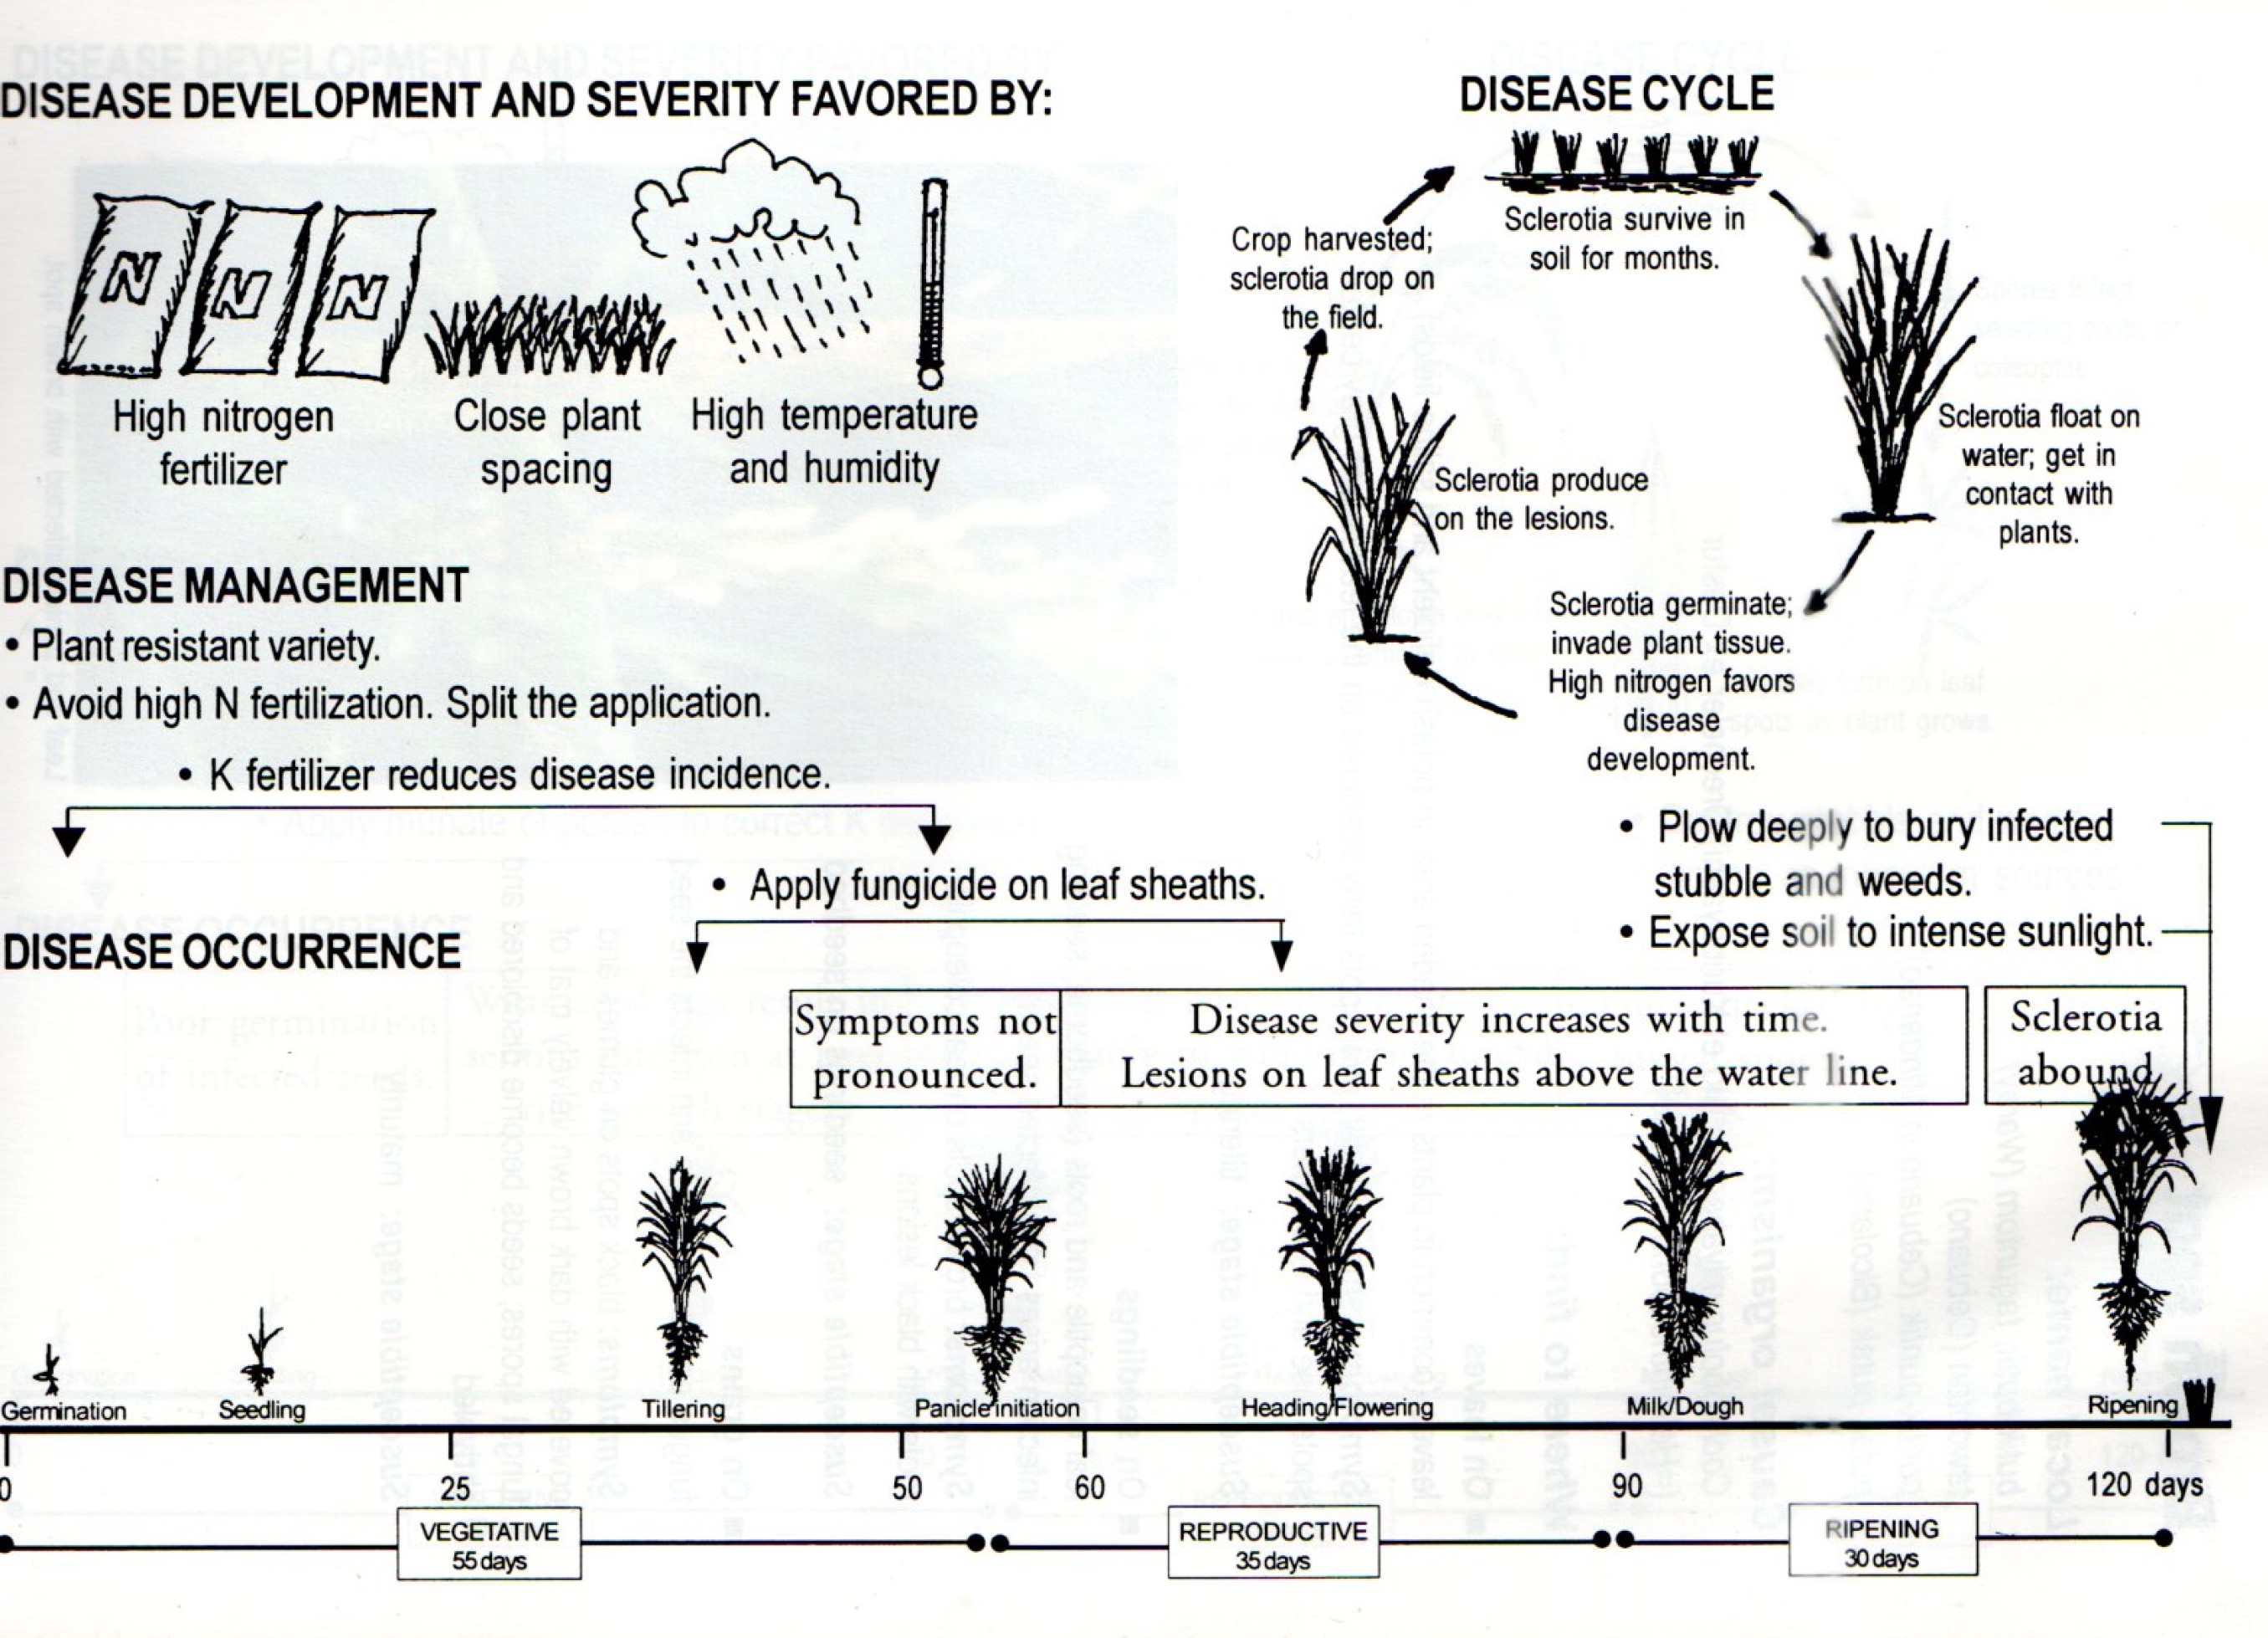 DISEASE DEVELOPMENT AND SEVERITY FAVORED BY:
N
N
N
High nitrogen
fertilizer
Close plant
spacing
High temperature
and humidity
DISEASE CYCLE
Sclerotia survive in
soil for months.
Sclerotia float on
water; get in
contact with
plants.
Sclerotia germinate;
invade plant tissue.
High nitrogen favors
disease
development.
Sclerotia produce
on the lesions.
Crop harvested;
sclerotia drop on
the field.
DISEASE MANAGEMENT
• Plant resistant variety.
• Avoid high N fertilization. Split the application.
• K fertilizer reduces disease incidence.
• Apply fungicide on leaf sheaths.
• Plow deeply to bury infected
stubble and weeds.
• Expose soil to intense sunlight.
DISEASE OCCURRENCE
Symptoms not
pronounced.
Disease severity increases with time.
Lesions on leaf sheaths above the water line.
Sclerotia
abound
Germination
Seedling
Tillering
Panicle initiation
Heading/Flowering
Milk/Dough
Ripening
0
25
50
60
90
120 days
VEGETATIVE
55 days
REPRODUCTIVE
35 days
RIPENING
30 days